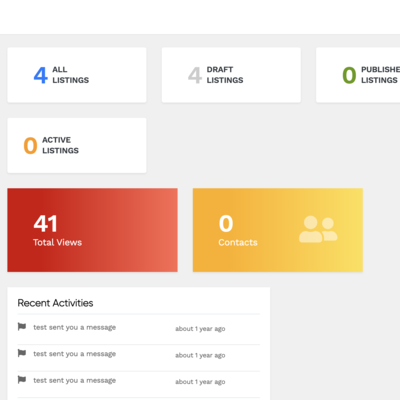 4 ALL
LISTINGS
4 DRAFT
LISTINGS
0 PUBLISHE
LISTINGS
0 ACTIVE
LISTINGS
41
Total Views
0
Contacts
Recent Activities
test sent you a message about 1 year ago
test sent you a message about 1 year ago
test sent you a message about 1 year ago